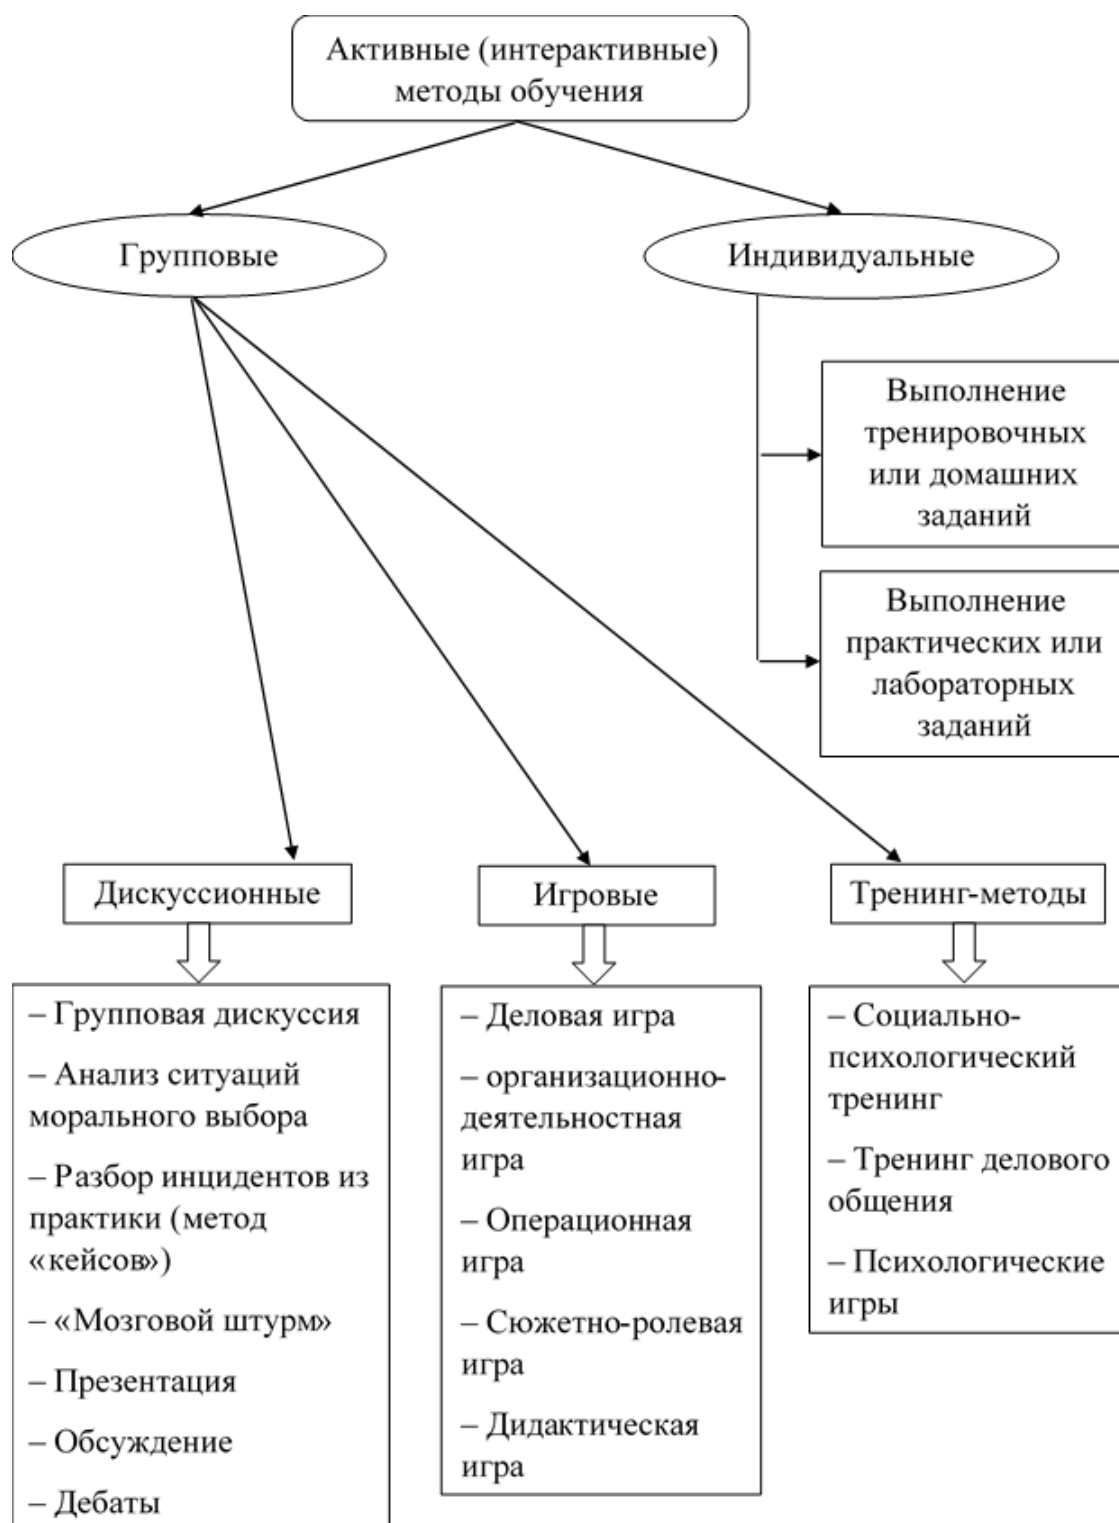 Активные (интерактивные)
методы обучения
Групповые
Индивидуальные
Выполнение
тренировочных
или домашних
заданий
Выполнение
практических или
лабораторных
заданий
Дискуссионные
Игровые
Тренинг-методы
– Групповая дискуссия
– Анализ ситуаций
морального выбора
– Разбор инцидентов из
практики (метод
«кейсов»)
– «Мозговой штурм»
– Презентация
– Обсуждение
– Дебаты
– Деловая игра
– организационно-
деятельностная
игра
– Операционная
игра
– Сюжетно-ролевая
игра
– Дидактическая
игра
– Социально-
психологический
тренинг
– Тренинг делового
общения
– Психологические
игры